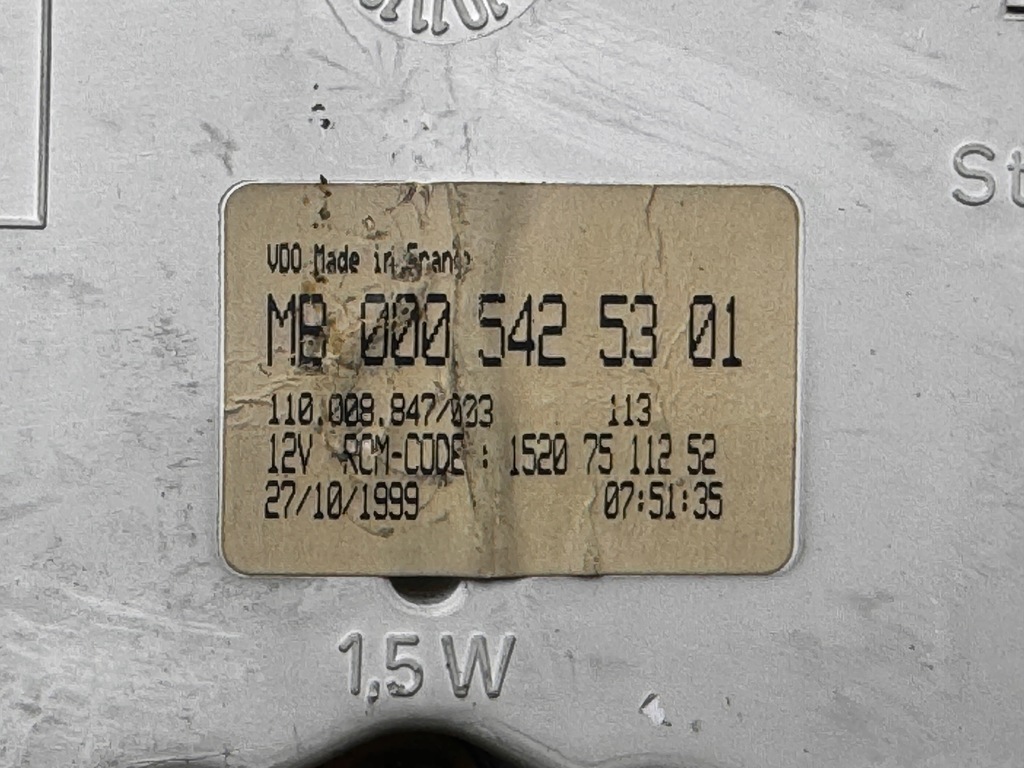 VDO Made in France
MB 000 542 53 01
110.008.847/003 113
12V RCM-CODE : 1520 75 112 52
27/10/1999 07:51:35
1,5 W
St